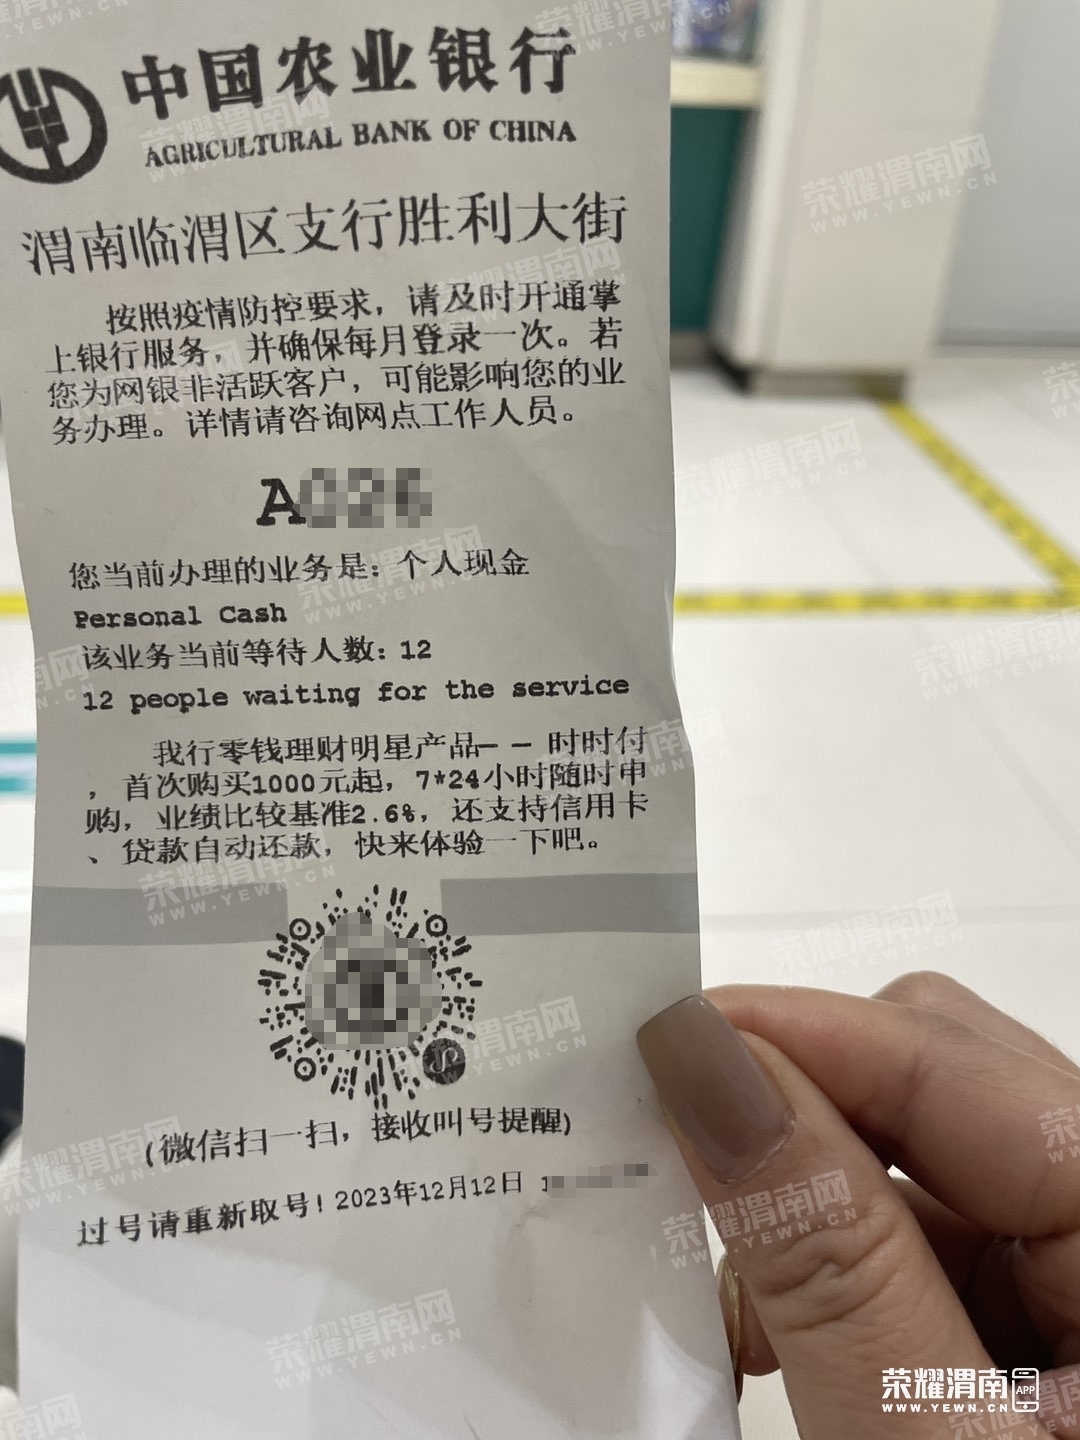 中国农业银行
AGRICULTURAL BANK OF CHINA
渭南临渭区支行胜利大街
按照疫情防控要求，请及时开通掌
上银行服务，并确保每月登录一次。若
您为网银非活跃客户，可能影响您的业
务办理。详情请咨询网点工作人员。
A026
您当前办理的业务是：个人现金
Personal Cash
该业务当前等待人数：12
12 people waiting for the service
我行零钱理财明星产品——时时付
，首次购买1000元起，7*24小时随时申
购，业绩比较基准2.6%，还支持信用卡
、贷款自动还款，快来体验一下吧。
(微信扫一扫，接收叫号提醒)
过号请重新取号！2023年12月12日
荣耀渭南 APP
WWW.YEWN.CN
荣耀渭南网
WWW.YEWN.CN